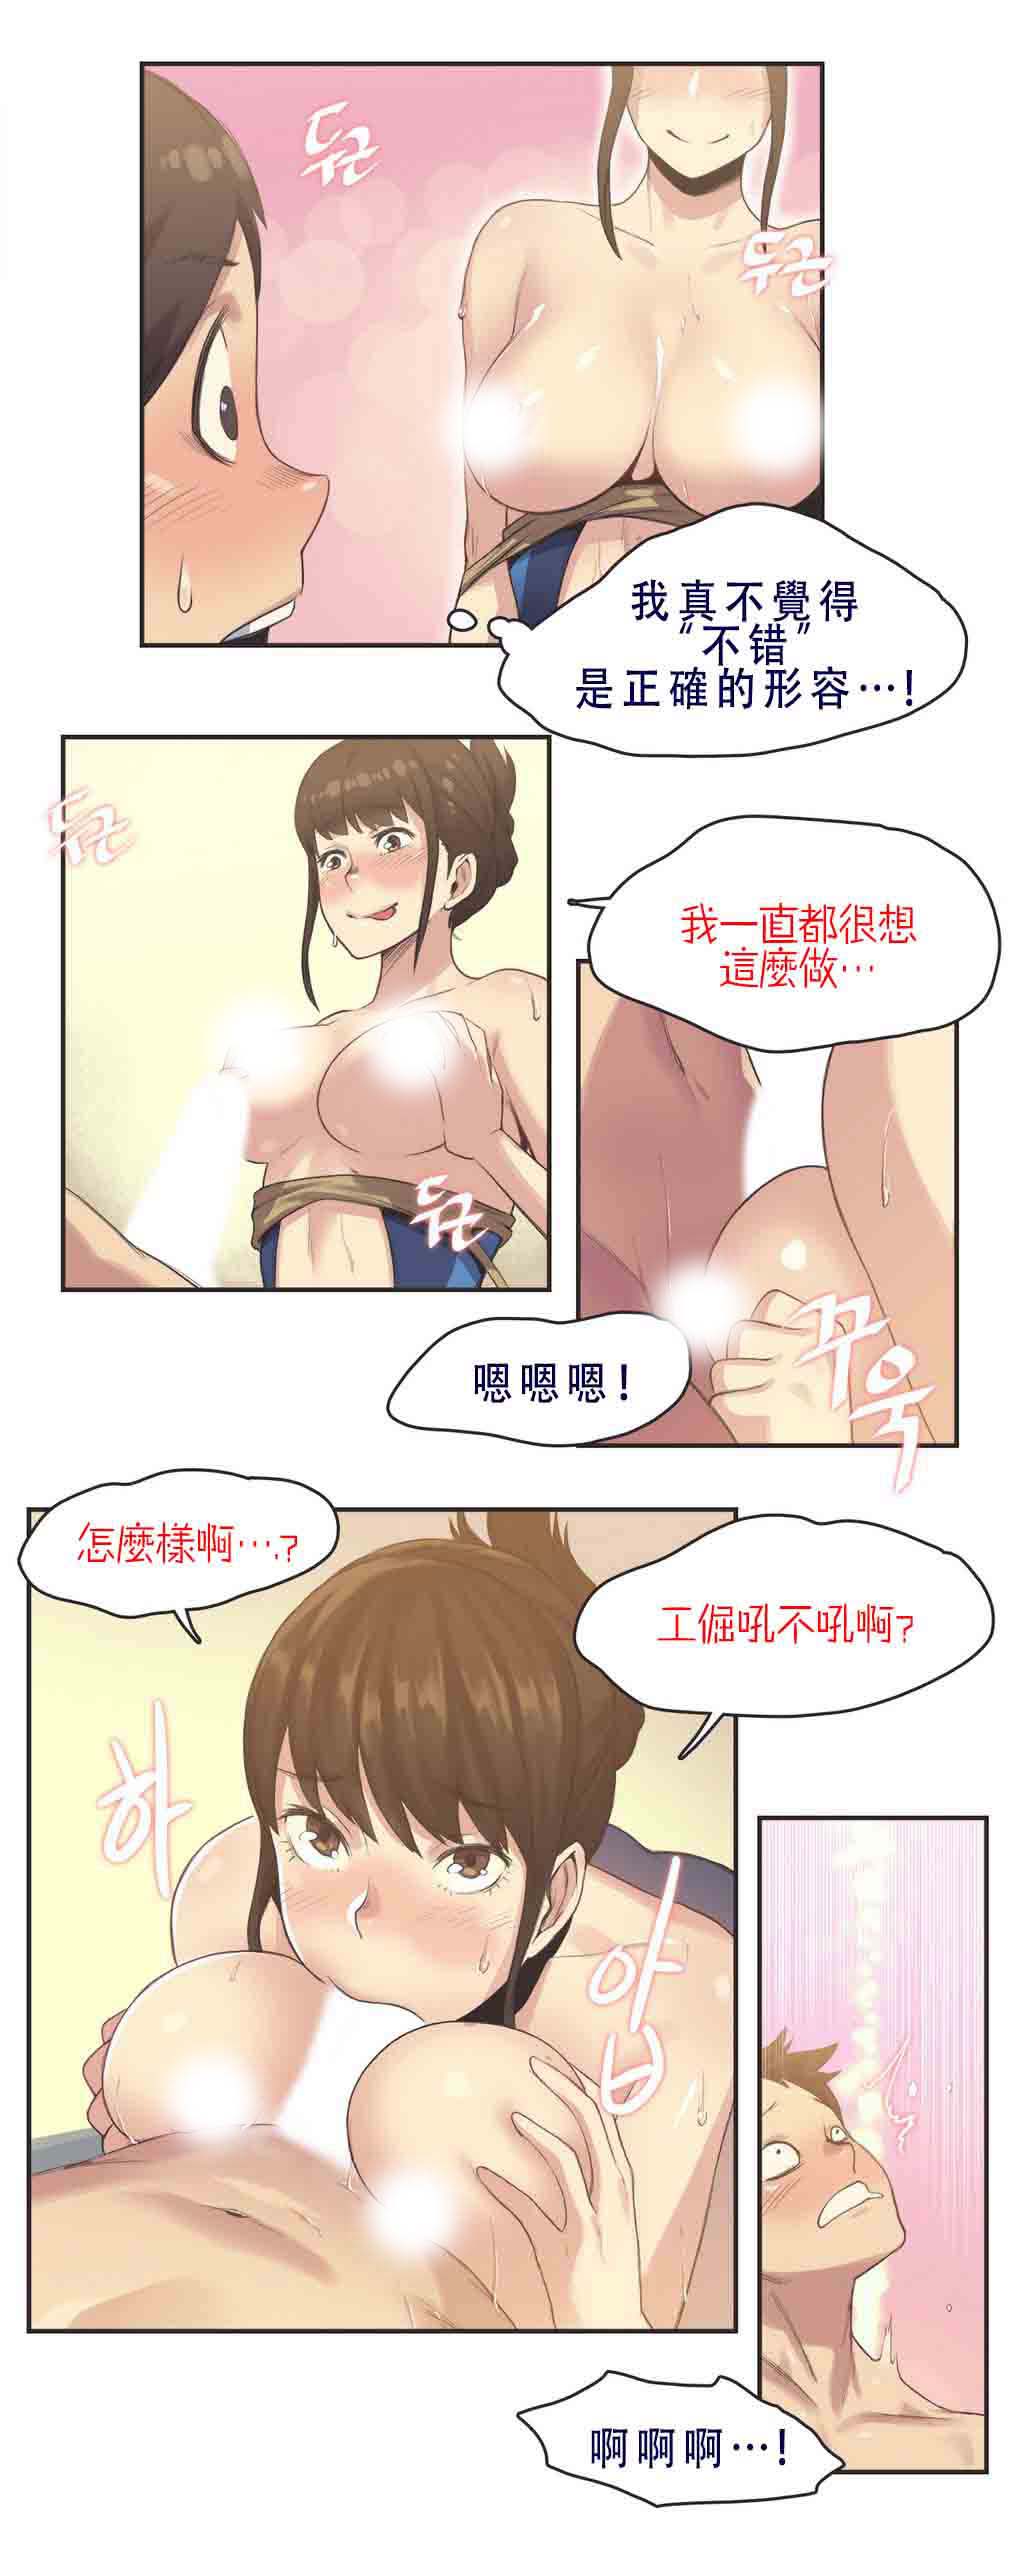 두근
두근
我真不覺得
“不错”
是正確的形容…!
두근
我一直都很想
這麼做…
두근
꾸욱
嗯嗯嗯!
怎麼樣啊….?
工倔吼不吼啊?
하
압
啊啊啊…!